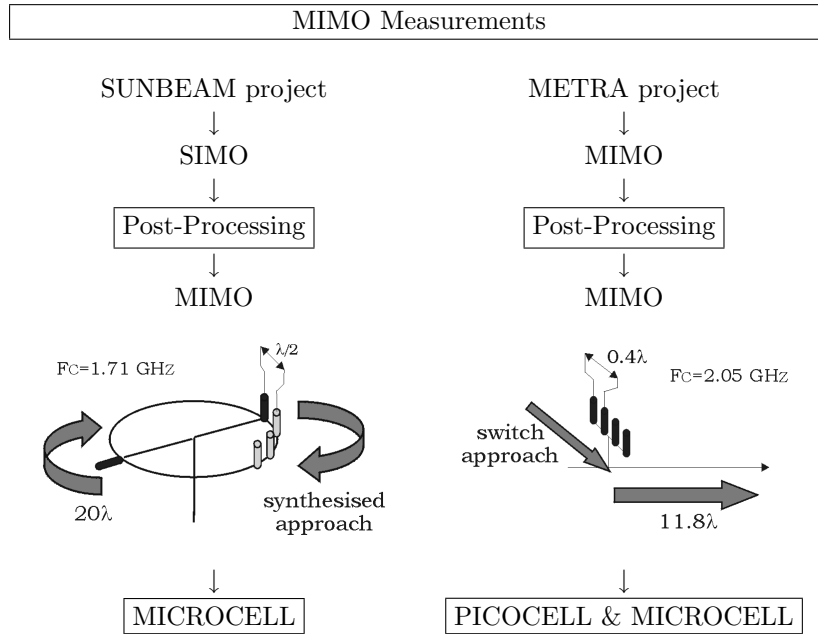 MIMO Measurements
SUNBEAM project
↓
SIMO
↓
Post-Processing
↓
MIMO
λ/2
FC=1.71 GHZ
20λ
synthesised
approach
↓
MICROCELL
METRA project
↓
MIMO
↓
Post-Processing
↓
MIMO
0.4λ
FC=2.05 GHZ
switch
approach
11.8λ
↓
PICOCELL & MICROCELL